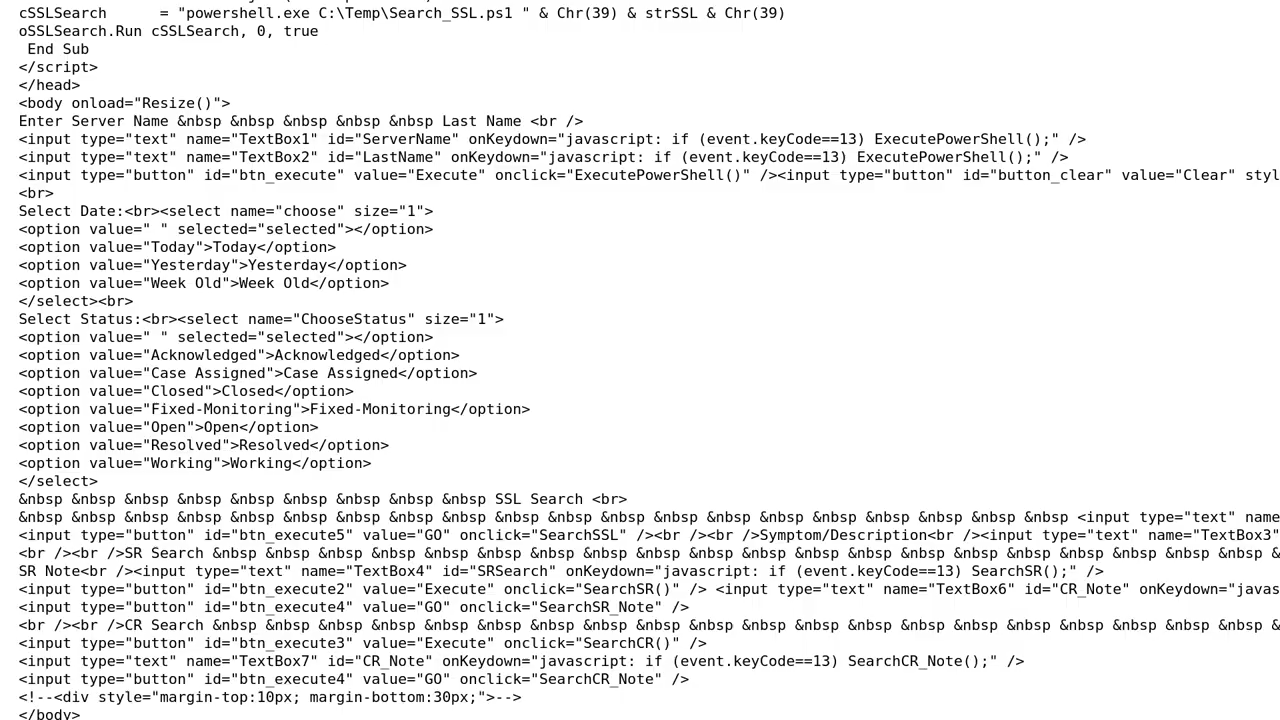 cSSLSearch      = "powershell.exe C:\Temp\Search_SSL.ps1 " & Chr(39) & strSSL & Chr(39)
oSSLSearch.Run cSSLSearch, 0, true
 End Sub
</script>
</head>
<body onload="Resize()">
Enter Server Name &nbsp &nbsp &nbsp &nbsp &nbsp Last Name <br />
<input type="text" name="TextBox1" id="ServerName" onKeydown="javascript: if (event.keyCode==13) ExecutePowerShell();" />
<input type="text" name="TextBox2" id="LastName" onKeydown="javascript: if (event.keyCode==13) ExecutePowerShell();" />
<input type="button" id="btn_execute" value="Execute" onclick="ExecutePowerShell()" /><input type="button" id="button_clear" value="Clear" styl
<br>
Select Date:<br><select name="choose" size="1">
<option value=" " selected="selected"></option>
<option value="Today">Today</option>
<option value="Yesterday">Yesterday</option>
<option value="Week Old">Week Old</option>
</select><br>
Select Status:<br><select name="ChooseStatus" size="1">
<option value=" " selected="selected"></option>
<option value="Acknowledged">Acknowledged</option>
<option value="Case Assigned">Case Assigned</option>
<option value="Closed">Closed</option>
<option value="Fixed-Monitoring">Fixed-Monitoring</option>
<option value="Open">Open</option>
<option value="Resolved">Resolved</option>
<option value="Working">Working</option>
</select>
&nbsp &nbsp &nbsp &nbsp &nbsp &nbsp &nbsp &nbsp &nbsp SSL Search <br>
&nbsp &nbsp &nbsp &nbsp &nbsp &nbsp &nbsp &nbsp &nbsp &nbsp &nbsp &nbsp &nbsp &nbsp &nbsp &nbsp &nbsp &nbsp &nbsp &nbsp <input type="text" name
<input type="button" id="btn_execute5" value="GO" onclick="SearchSSL" /><br /><br />Symptom/Description<br /><input type="text" name="TextBox3"
<br /><br />SR Search &nbsp &nbsp &nbsp &nbsp &nbsp &nbsp &nbsp &nbsp &nbsp &nbsp &nbsp &nbsp &nbsp &nbsp &nbsp &nbsp &nbsp &nbsp &nbsp &nbsp &
SR Note<br /><input type="text" name="TextBox4" id="SRSearch" onKeydown="javascript: if (event.keyCode==13) SearchSR();" />
<input type="button" id="btn_execute2" value="Execute" onclick="SearchSR()" /> <input type="text" name="TextBox6" id="CR_Note" onKeydown="javas
<input type="button" id="btn_execute4" value="GO" onclick="SearchSR_Note" />
<br /><br />CR Search &nbsp &nbsp &nbsp &nbsp &nbsp &nbsp &nbsp &nbsp &nbsp &nbsp &nbsp &nbsp &nbsp &nbsp &nbsp &nbsp &nbsp &nbsp &nbsp &nbsp &
<input type="button" id="btn_execute3" value="Execute" onclick="SearchCR()" />
<input type="text" name="TextBox7" id="CR_Note" onKeydown="javascript: if (event.keyCode==13) SearchCR_Note();" />
<input type="button" id="btn_execute4" value="GO" onclick="SearchCR_Note" />
<!--<div style="margin-top:10px; margin-bottom:30px;">-->
</body>